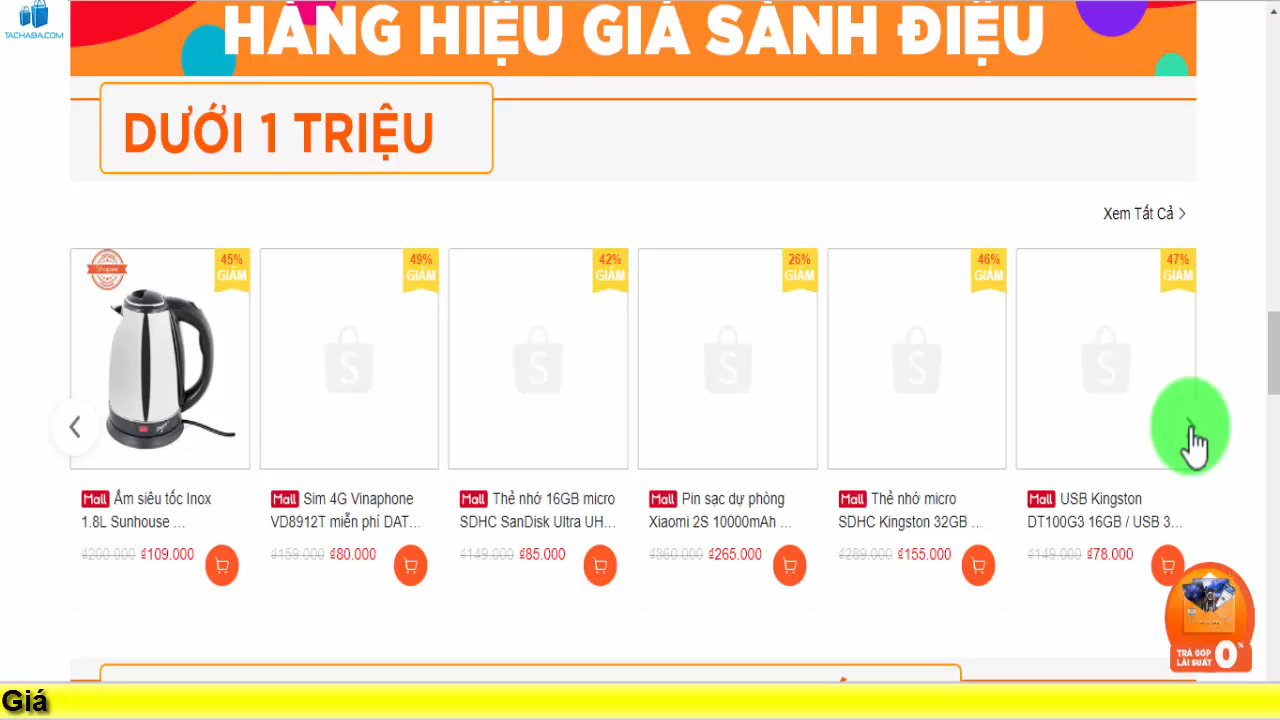 TACHABA.COM
HÀNG HIỆU GIÁ SÀNH ĐIỆU
DƯỚI 1 TRIỆU
Xem Tất Cả
45%
GIẢM
49%
GIẢM
42%
GIẢM
26%
GIẢM
46%
GIẢM
47%
GIẢM
Mall Ấm siêu tốc Inox
1.8L Sunhouse ...
₫200.000 ₫109.000
Mall Sim 4G Vinaphone
VD8912T miễn phí DAT...
₫159.000 ₫80.000
Mall Thẻ nhớ 16GB micro
SDHC SanDisk Ultra UH...
₫149.000 ₫85.000
Mall Pin sạc dự phòng
Xiaomi 2S 10000mAh ...
₫360.000 ₫265.000
Mall Thẻ nhớ micro
SDHC Kingston 32GB ...
₫289.000 ₫155.000
Mall USB Kingston
DT100G3 16GB / USB 3...
₫149.000 ₫78.000
TRẢ GÓP
LÃI SUẤT 0%
Giá